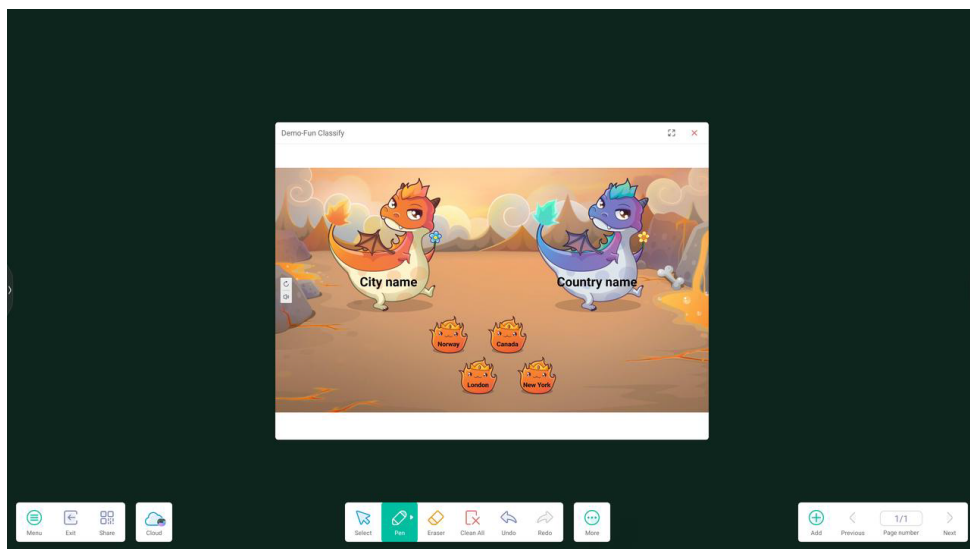 Demo-Fun Classify
City name
Country name
Norway
Canada
London
New York
Menu
Exit
Share
Cloud
Select
Pen
Eraser
Clean All
Undo
Redo
More
Add
Previous
1/1
Page number
Next